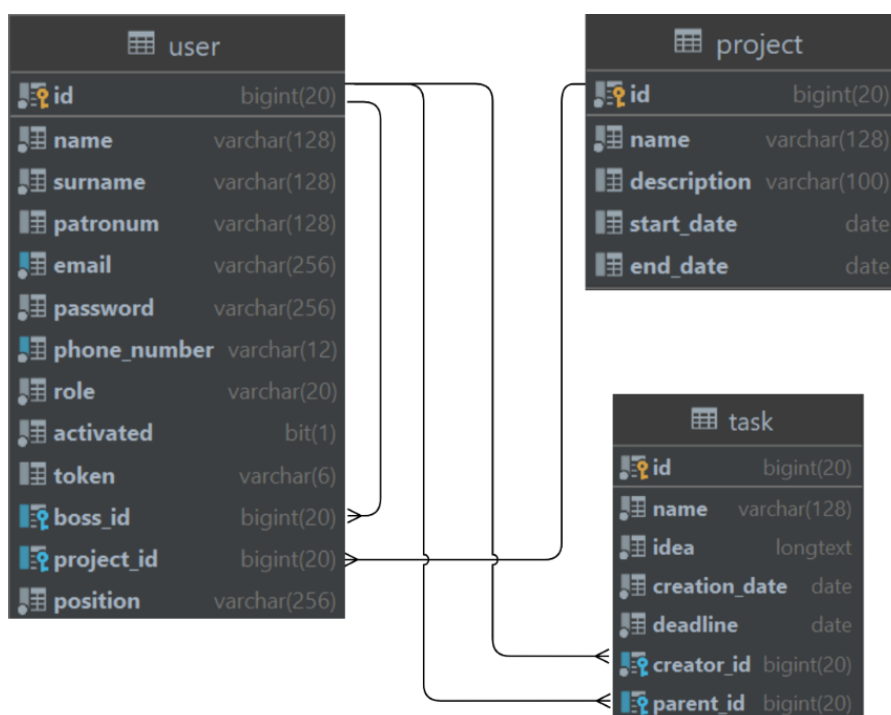 user
id bigint(20)
name varchar(128)
surname varchar(128)
patronum varchar(128)
email varchar(256)
password varchar(256)
phone_number varchar(12)
role varchar(20)
activated bit(1)
token varchar(6)
boss_id bigint(20)
project_id bigint(20)
position varchar(256)
project
id bigint(20)
name varchar(128)
description varchar(100)
start_date date
end_date date
task
id bigint(20)
name varchar(128)
idea longtext
creation_date date
deadline date
creator_id bigint(20)
parent_id bigint(20)